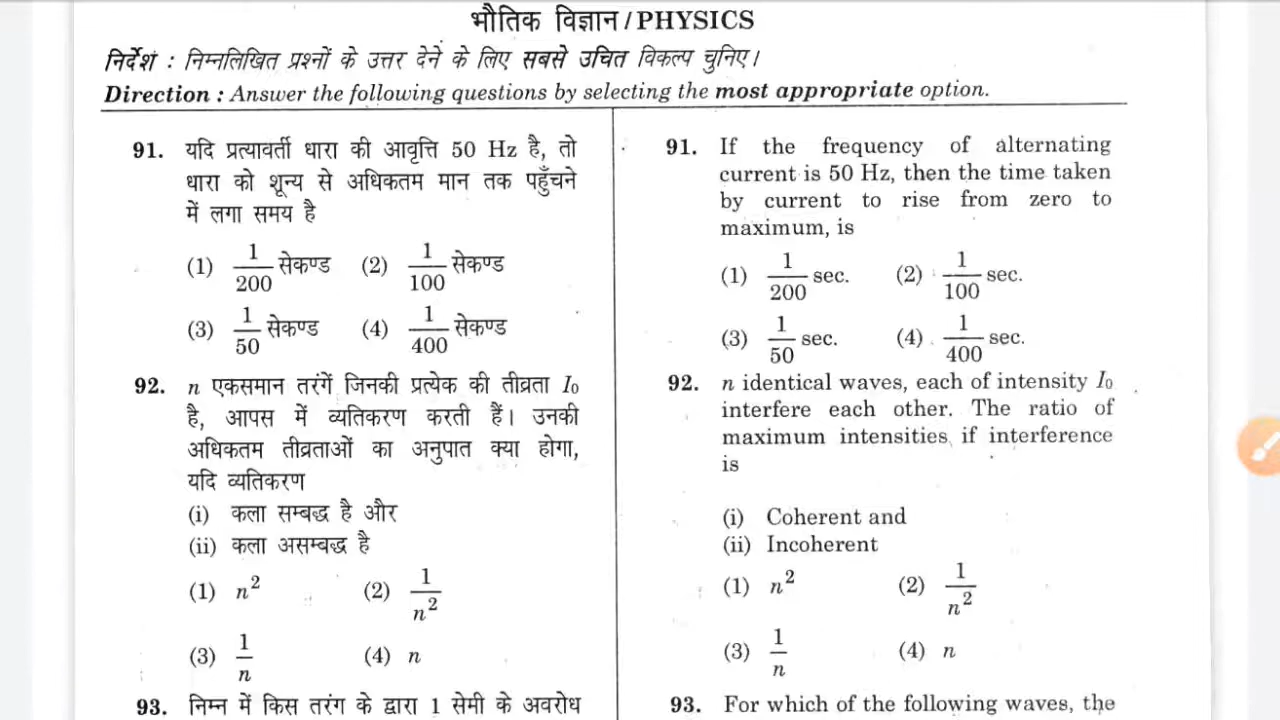 भौतिक विज्ञान/PHYSICS
निर्देश : निम्नलिखित प्रश्नों के उत्तर देने के लिए सबसे उचित विकल्प चुनिए।
Direction : Answer the following questions by selecting the most appropriate option.
91. यदि प्रत्यावर्ती धारा की आवृत्ति 50 Hz है, तो
धारा को शून्य से अधिकतम मान तक पहुँचने
में लगा समय है
(1) 1/200 सेकण्ड (2) 1/100 सेकण्ड
(3) 1/50 सेकण्ड (4) 1/400 सेकण्ड
92. n एकसमान तरंगें जिनकी प्रत्येक की तीव्रता I₀
है, आपस में व्यतिकरण करती हैं। उनकी
अधिकतम तीव्रताओं का अनुपात क्या होगा,
यदि व्यतिकरण
(i) कला सम्बद्ध है और
(ii) कला असम्बद्ध है
(1) n² (2) 1/n²
(3) 1/n (4) n
93. निम्न में किस तरंग के द्वारा 1 सेमी के अवरोध
91. If the frequency of alternating
current is 50 Hz, then the time taken
by current to rise from zero to
maximum, is
(1) 1/200 sec. (2) 1/100 sec.
(3) 1/50 sec. (4) 1/400 sec.
92. n identical waves, each of intensity I₀
interfere each other. The ratio of
maximum intensities if interference
is
(i) Coherent and
(ii) Incoherent
(1) n² (2) 1/n²
(3) 1/n (4) n
93. For which of the following waves, the